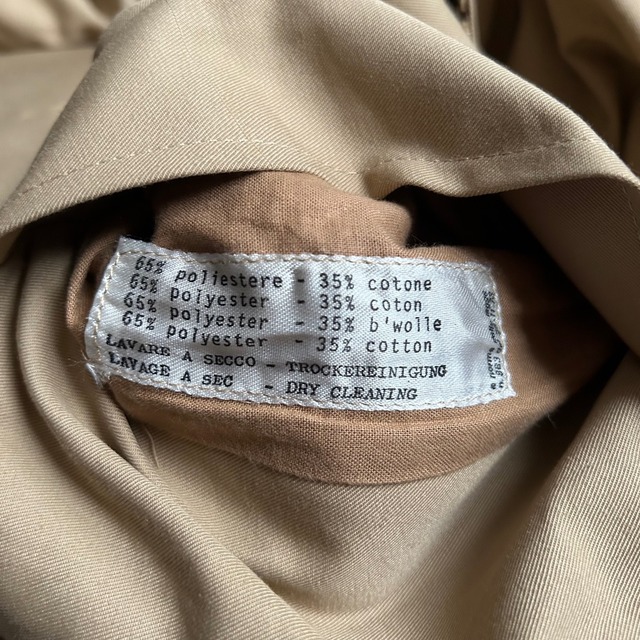 65% poliestere - 35% cotone
65% polyester - 35% coton
65% polyester - 35% b'wolle
65% polyester - 35% cotton
LAVARE A SECCO - TROCKEREINIGUNG
LAVAGE A SEC - DRY CLEANING